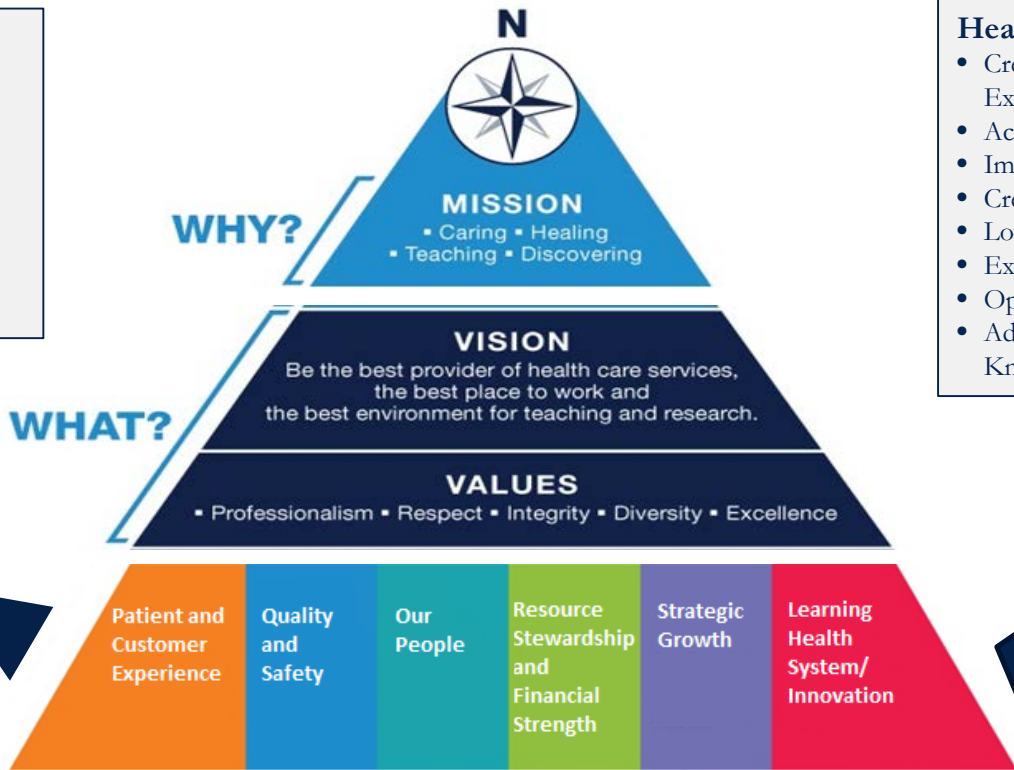 N
WHY?
MISSION
▪ Caring ▪ Healing
▪ Teaching ▪ Discovering
WHAT?
VISION
Be the best provider of health care services,
the best place to work and
the best environment for teaching and research.
VALUES
▪ Professionalism ▪ Respect ▪ Integrity ▪ Diversity ▪ Excellence
Patient and
Customer
Experience
Quality
and
Safety
Our
People
Resource
Stewardship
and
Financial
Strength
Strategic
Growth
Learning
Health
System/
Innovation